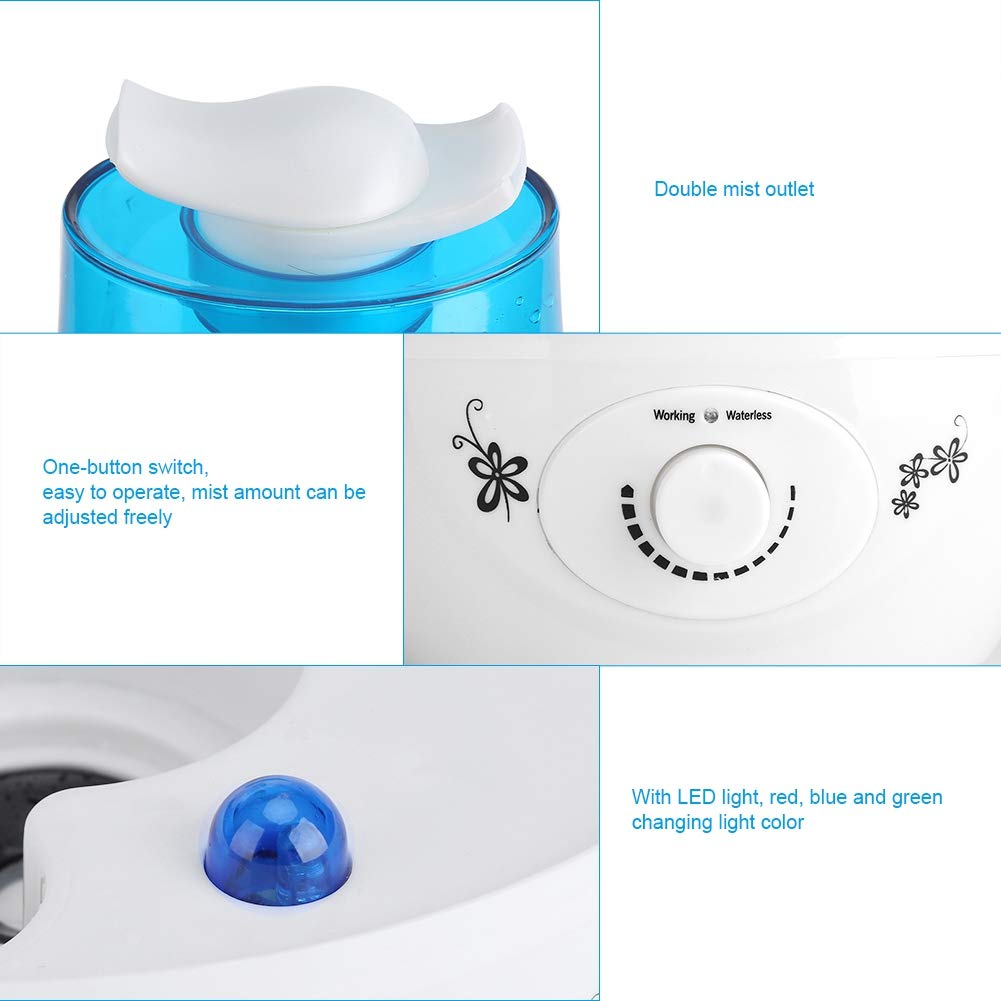 Double mist outlet
One-button switch,
easy to operate, mist amount can be
adjusted freely
Working Waterless
With LED light, red, blue and green
changing light color